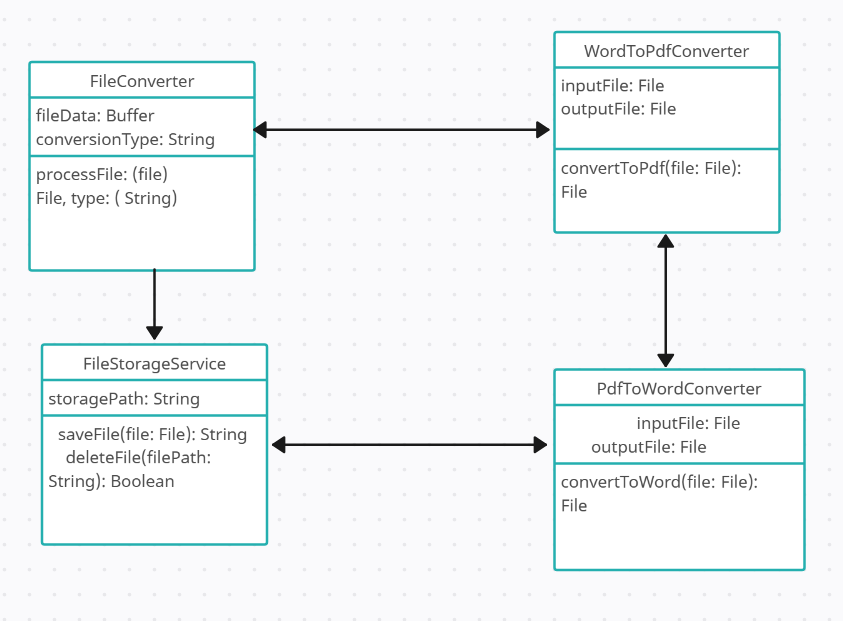 FileConverter
fileData: Buffer
conversionType: String
processFile: (file)
File, type: ( String)
WordToPdfConverter
inputFile: File
outputFile: File
convertToPdf(file: File):
File
FileStorageService
storagePath: String
saveFile(file: File): String
deleteFile(filePath:
String): Boolean
PdfToWordConverter
inputFile: File
outputFile: File
convertToWord(file: File):
File